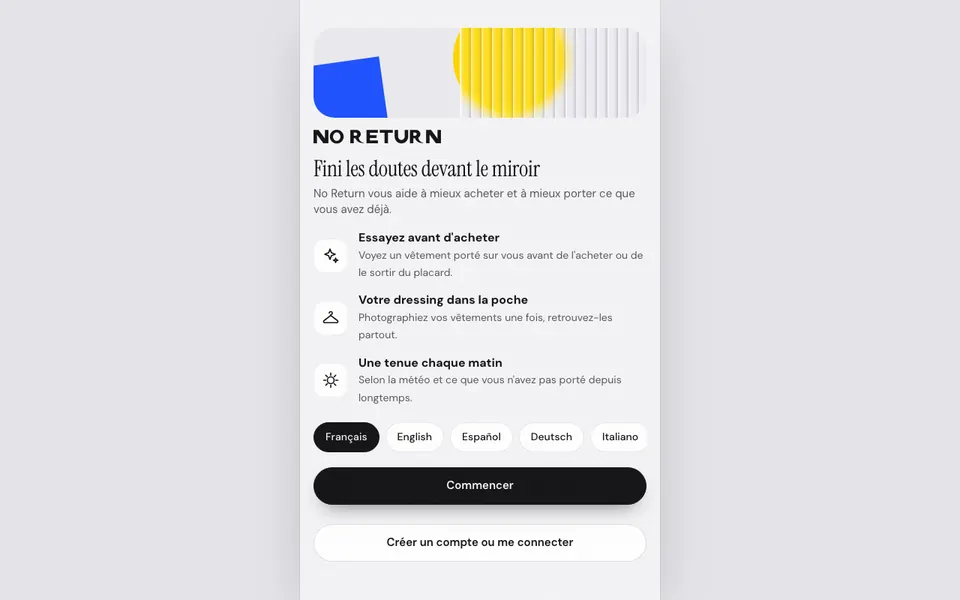 NO RETURN
Fini les doutes devant le miroir
No Return vous aide à mieux acheter et à mieux porter ce que
vous avez déjà.
Essayez avant d'acheter
Voyez un vêtement porté sur vous avant de l'acheter ou de
le sortir du placard.
Votre dressing dans la poche
Photographiez vos vêtements une fois, retrouvez-les
partout.
Une tenue chaque matin
Selon la météo et ce que vous n'avez pas porté depuis
longtemps.
Français English Español Deutsch Italiano
Commencer
Créer un compte ou me connecter